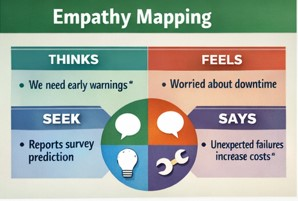 Empathy Mapping
THINKS
• We need early warnings"
FEELS
• Worried about downtime
SEEK
• Reports survey
prediction
SAYS
• Unexpected failures
increase costs"